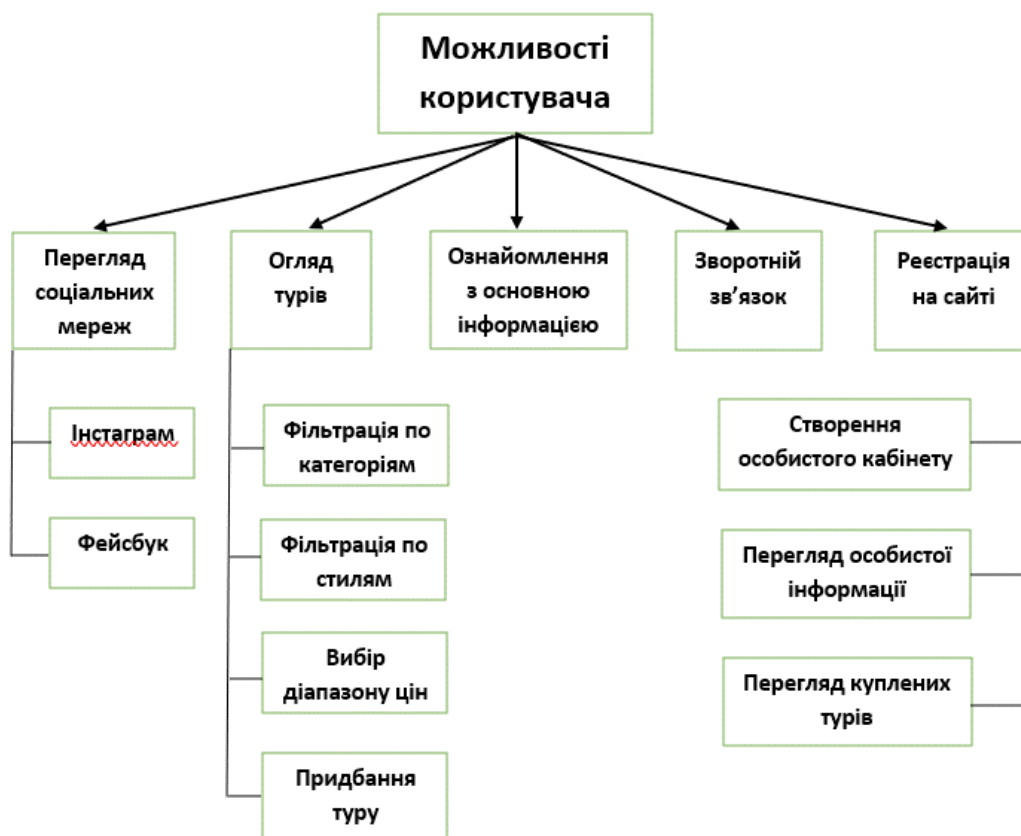 Можливості
користувача
Перегляд
соціальних
мереж
Огляд
турів
Ознайомлення
з основною
інформацією
Зворотній
зв’язок
Реєстрація
на сайті
Інстаграм
Фейсбук
Фільтрація по
категоріям
Фільтрація по
стилям
Вибір
діапазону цін
Придбання
туру
Створення
особистого кабінету
Перегляд особистої
інформації
Перегляд куплених
турів